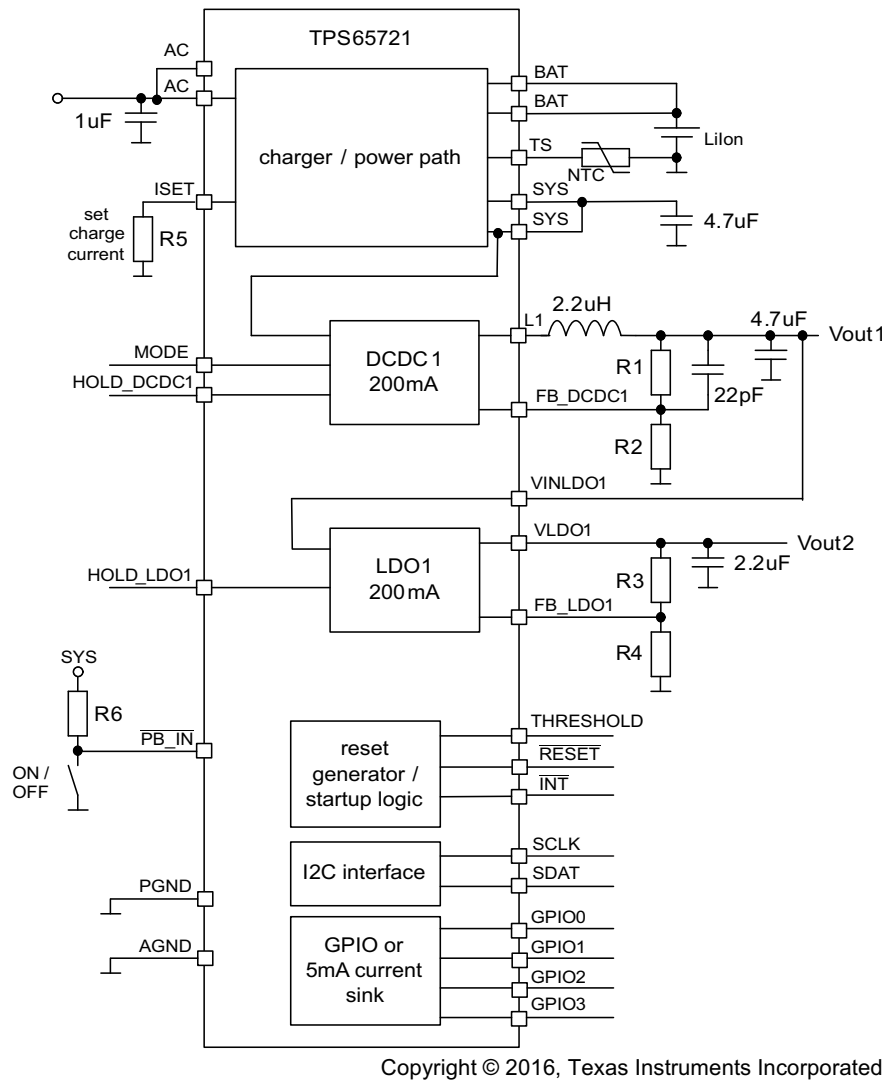 TPS65721
AC
AC
1uF
charger / power path
BAT
BAT
LiIon
TS
NTC
ISET
set
charge
current
R5
SYS
SYS
4.7uF
L1
2.2uH
4.7uF
Vout1
MODE
HOLD_DCDC1
DCDC1
200mA
R1
22pF
FB_DCDC1
R2
VINLDO1
VLDO1
Vout2
HOLD_LDO1
LDO1
200mA
R3
2.2uF
FB_LDO1
R4
SYS
R6
PB_IN
ON /
OFF
reset
generator /
startup logic
THRESHOLD
RESET
INT
I2C interface
SCLK
SDAT
PGND
AGND
GPIO or
5mA current
sink
GPIO0
GPIO1
GPIO2
GPIO3
Copyright © 2016, Texas Instruments Incorporated